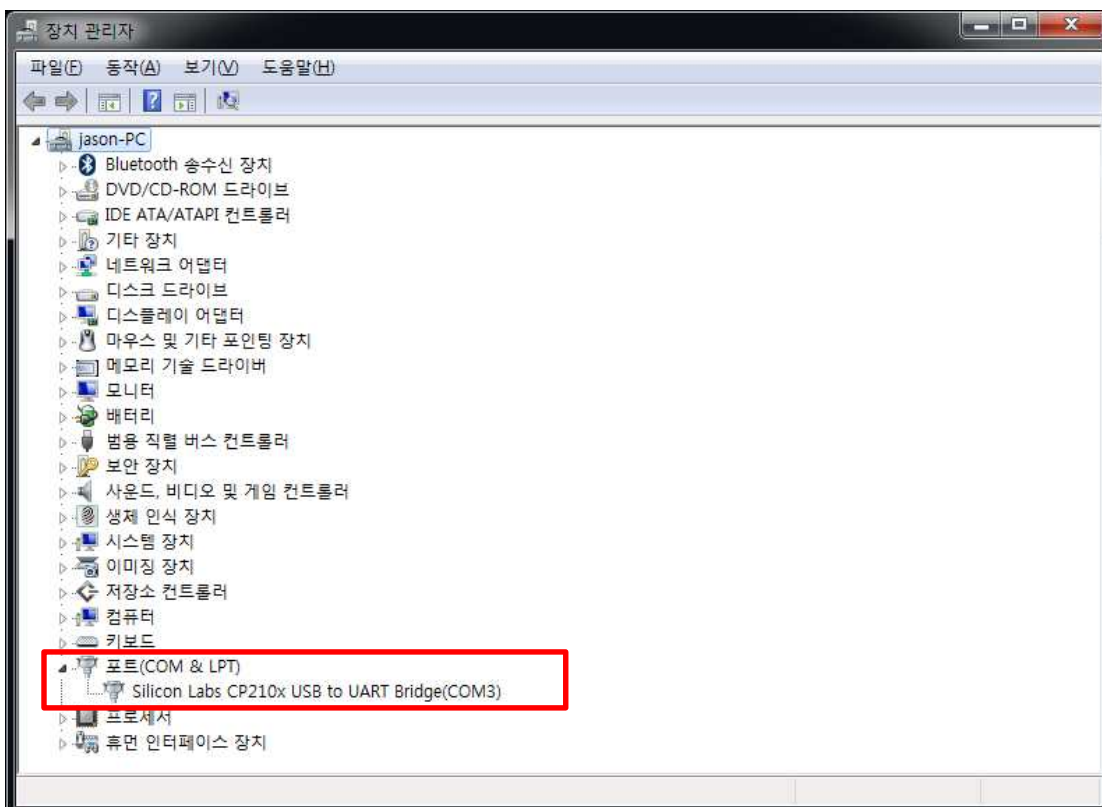 장치 관리자
파일(F) 동작(A) 보기(V) 도움말(H)
jason-PC
Bluetooth 송수신 장치
DVD/CD-ROM 드라이브
IDE ATA/ATAPI 컨트롤러
기타 장치
네트워크 어댑터
디스크 드라이브
디스플레이 어댑터
마우스 및 기타 포인팅 장치
메모리 기술 드라이버
모니터
배터리
범용 직렬 버스 컨트롤러
보안 장치
사운드, 비디오 및 게임 컨트롤러
생체 인식 장치
시스템 장치
이미징 장치
저장소 컨트롤러
컴퓨터
키보드
포트(COM & LPT)
Silicon Labs CP210x USB to UART Bridge(COM3)
프로세서
휴먼 인터페이스 장치